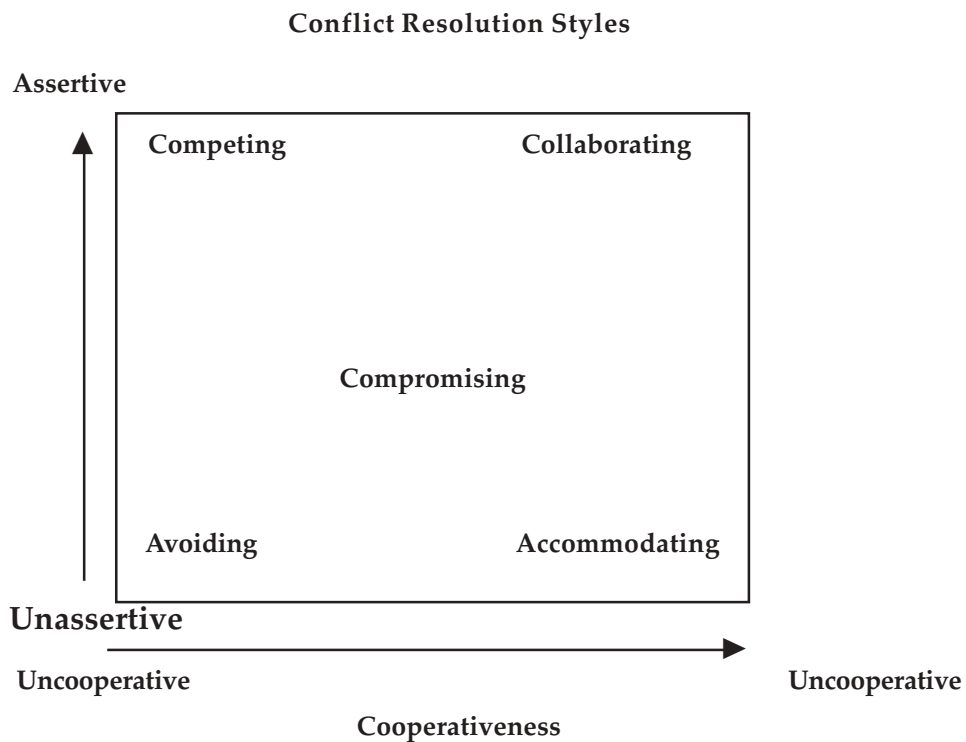 Conflict Resolution Styles
Assertive
Competing Collaborating
Compromising
Avoiding Accommodating
Unassertive
Uncooperative Uncooperative
Cooperativeness